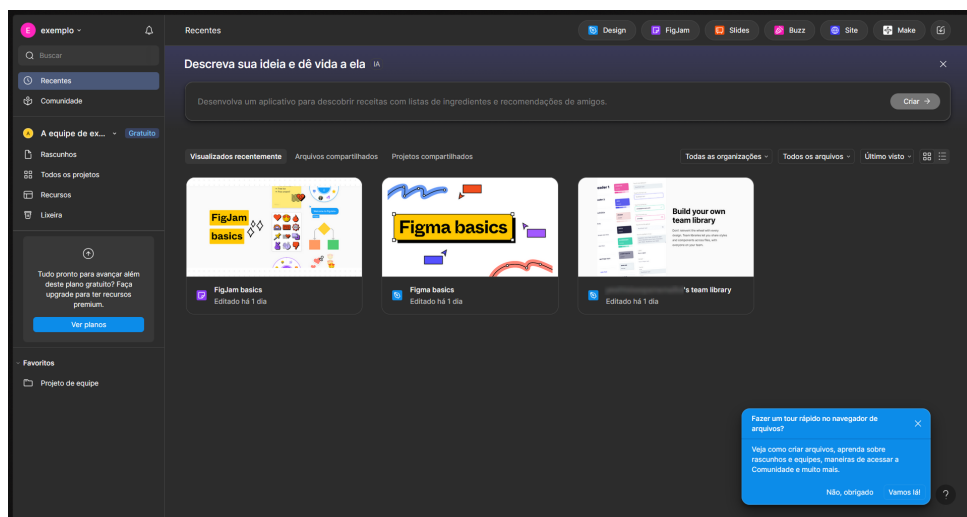 E exemplo
Recentes
Design
FigJam
Slides
Buzz
Site
Make
Buscar
Recentes
Comunidade
A A equipe de ex... Gratuito
Rascunhos
Todos os projetos
Recursos
Lixeira
Tudo pronto para avançar além
deste plano gratuito? Faça
upgrade para ter recursos
premium.
Ver planos
Favoritos
Projeto de equipe
Descreva sua ideia e dê vida a ela IA
Desenvolva um aplicativo para descobrir receitas com listas de ingredientes e recomendações de amigos.
Criar
Visualizados recentemente
Arquivos compartilhados
Projetos compartilhados
Todas as organizações
Todos os arquivos
Último visto
FigJam
basics
FigJam basics
Editado há 1 dia
Figma basics
Figma basics
Editado há 1 dia
Build your own
team library
's team library
Editado há 1 dia
Fazer um tour rápido no navegador de
arquivos?
Veja como criar arquivos, aprenda sobre
rascunhos e equipes, maneiras de acessar a
Comunidade e muito mais.
Não, obrigado
Vamos lá!
?